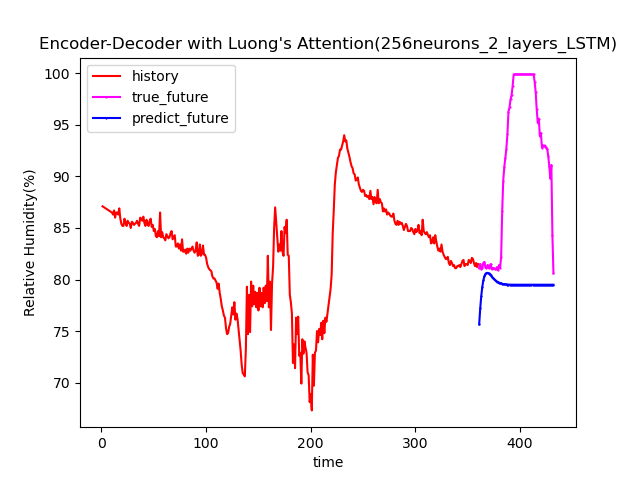 Encoder-Decoder with Luong's Attention(256neurons_2_layers_LSTM)
history
true_future
predict_future
Relative Humidity(%)
100
95
90
85
80
75
70
0 100 200 300 400
time